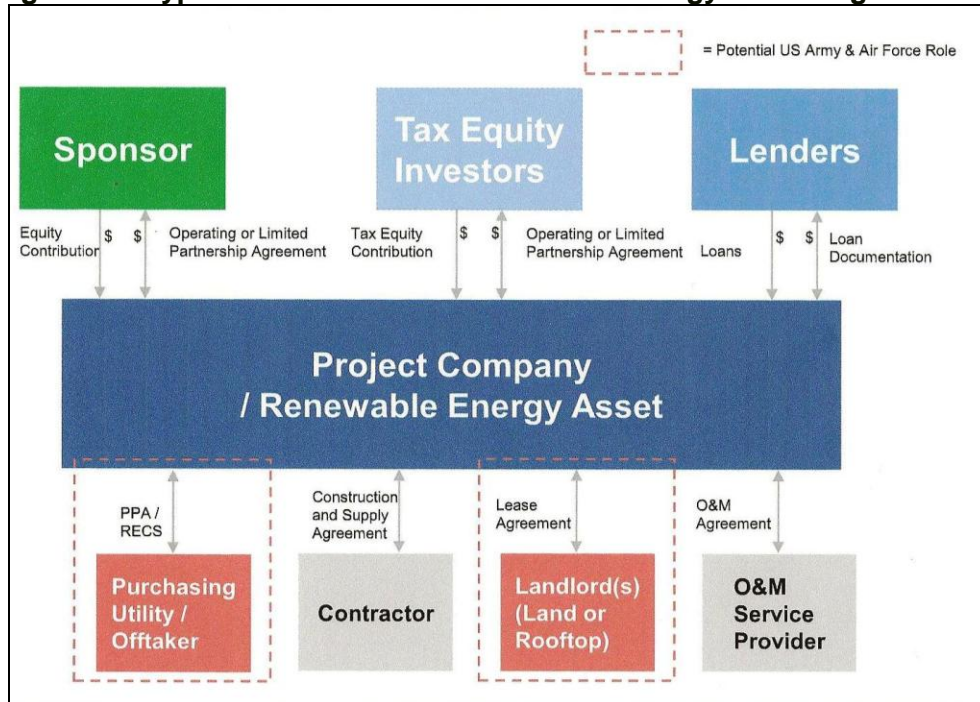 = Potential US Army & Air Force Role
Sponsor
Tax Equity
Investors
Lenders
Equity
Contribution
$ $
Operating or Limited
Partnership Agreement
Tax Equity
Contribution
$ $
Operating or Limited
Partnership Agreement
Loans
$ $
Loan
Documentation
Project Company
/ Renewable Energy Asset
PPA /
RECS
Construction
and Supply
Agreement
Lease
Agreement
O&M
Agreement
Purchasing
Utility /
Offtaker
Contractor
Landlord(s)
(Land or
Rooftop)
O&M
Service
Provider